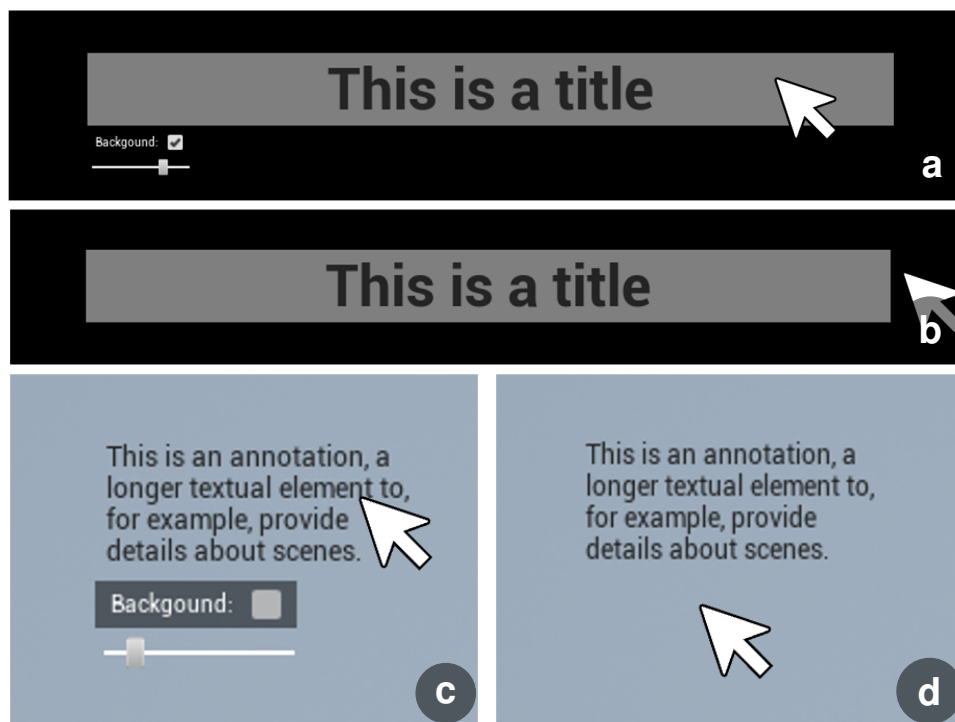 This is a title
Backgound:
a
This is a title
b
This is an annotation, a
longer textual element to,
for example, provide
details about scenes.
Backgound:
c
This is an annotation, a
longer textual element to,
for example, provide
details about scenes.
d